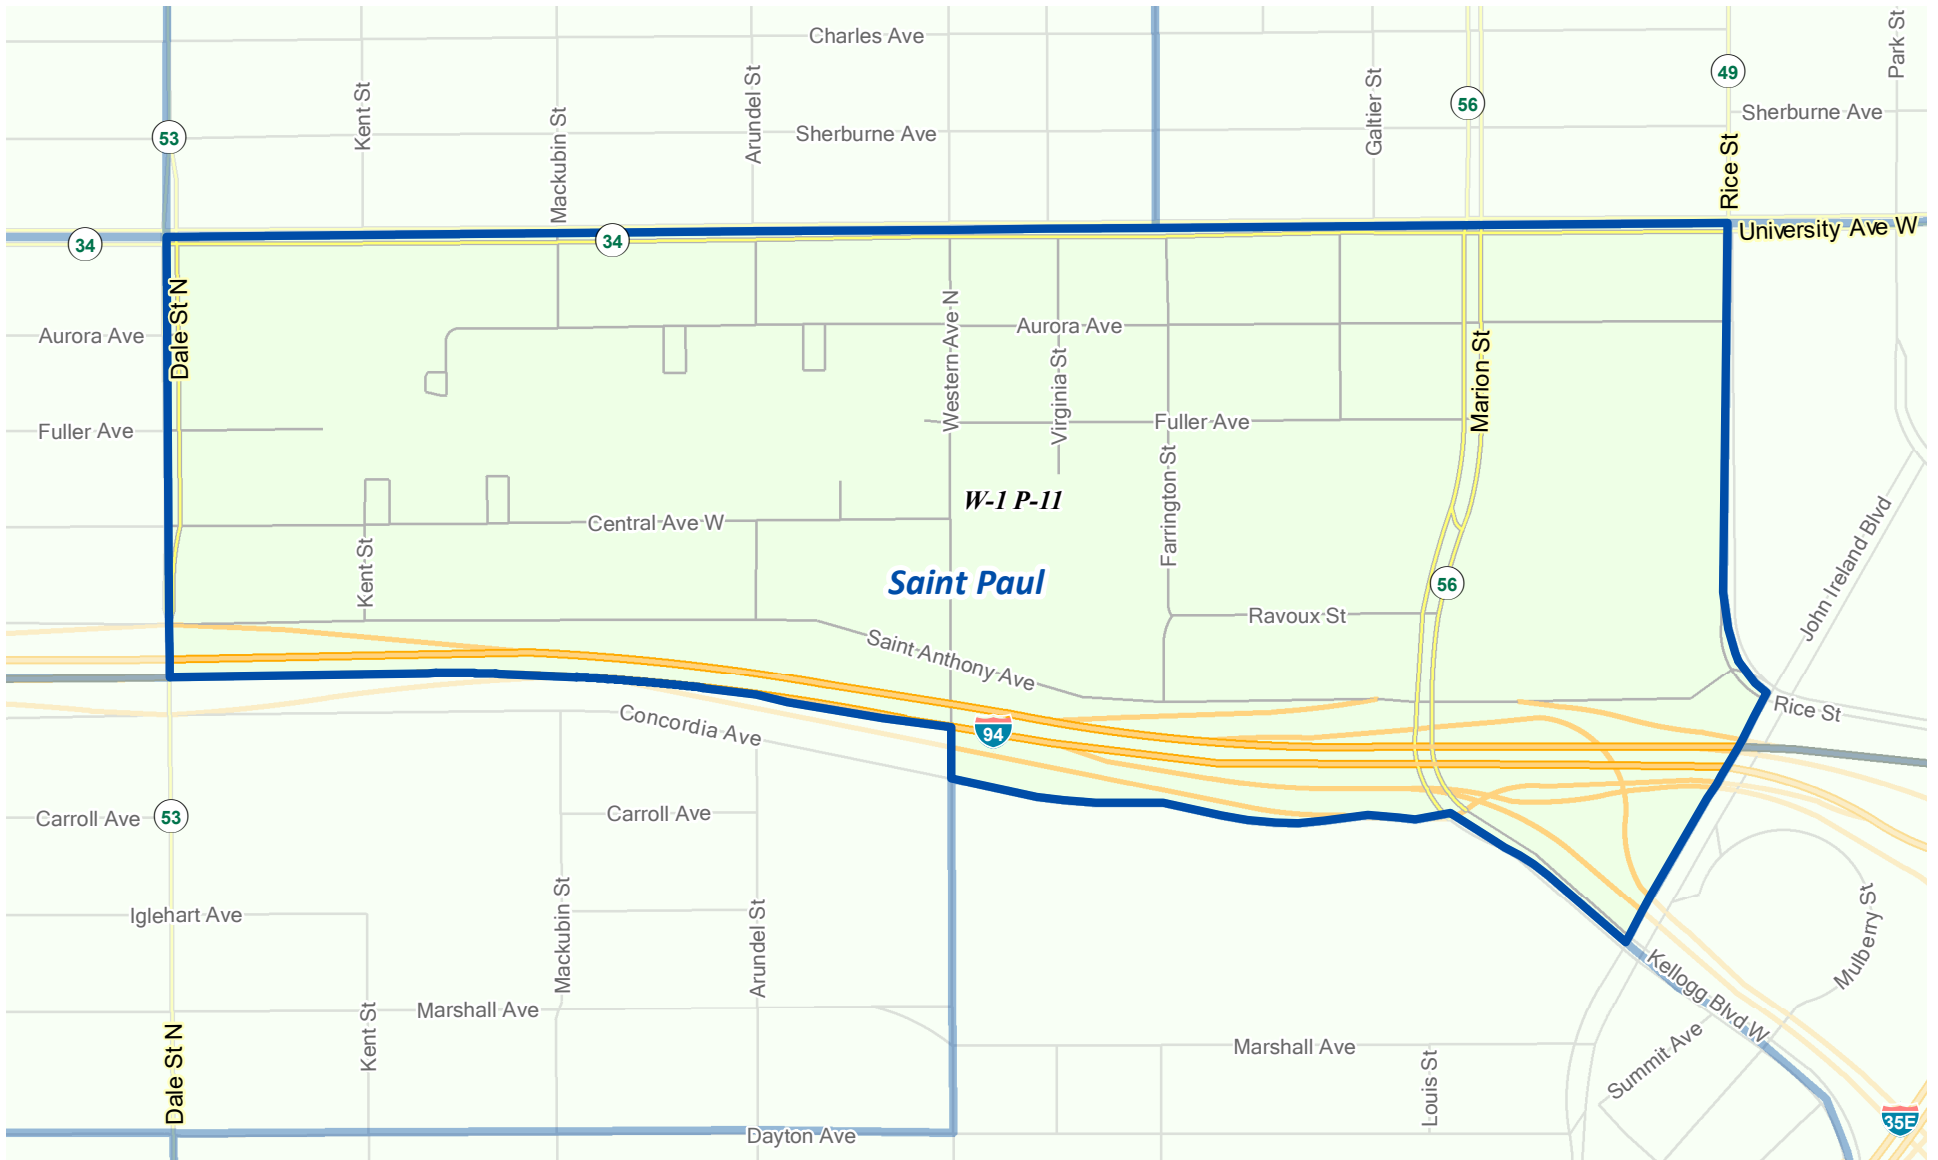 Charles Ave
Park St
Kent St
Mackubin St
Arundel St
Galtier St
49
56
Sherburne Ave
53
Sherburne Ave
Rice St
34
34
University Ave W
Dale St N
Aurora Ave
Western Ave N
Aurora Ave
Virginia St
Marion St
Fuller Ave
Fuller Ave
Farrington St
W-1 P-11
Central Ave W
John Ireland Blvd
Kent St
Saint Paul
56
Ravoux St
Saint Anthony Ave
Rice St
Concordia Ave
94
Carroll Ave
53
Carroll Ave
Iglehart Ave
Mackubin St
Arundel St
Mulberry St
Kellogg Blvd W
Marshall Ave
Kent St
Dale St N
Marshall Ave
Louis St
Summit Ave
35E
Dayton Ave